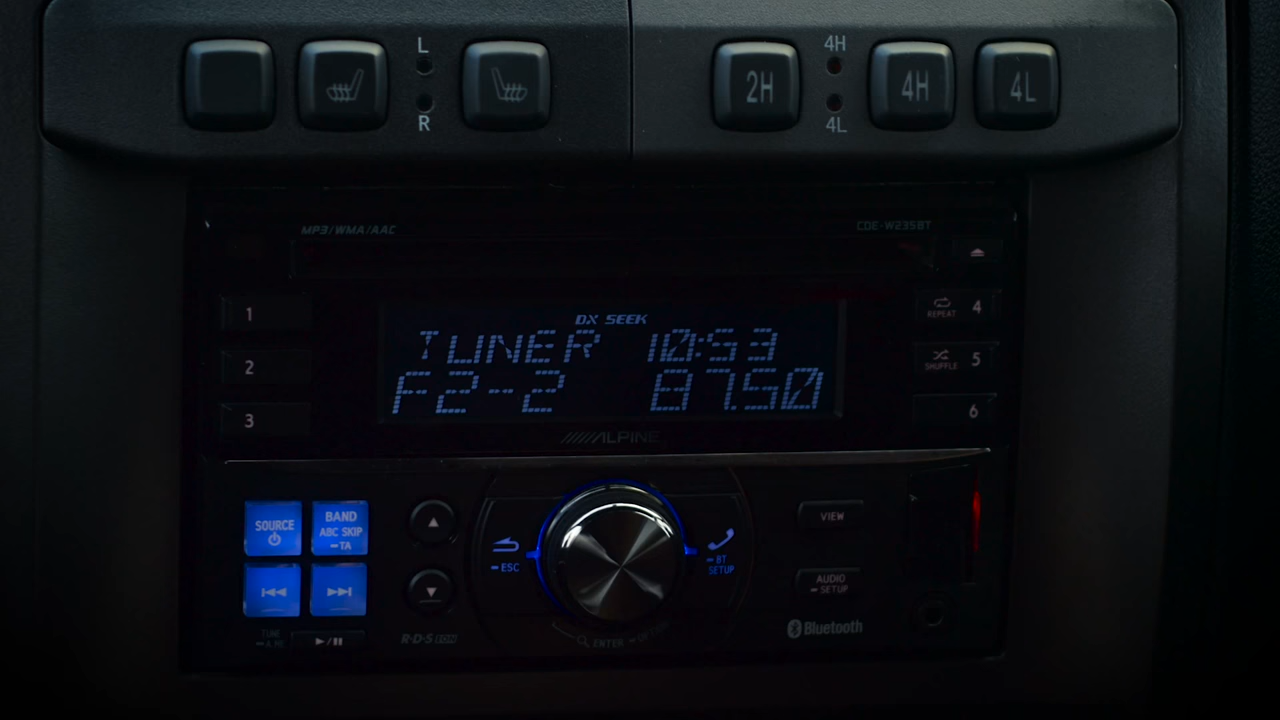 L
R
2H
4H
4L
4H
4L
MP3/WMA/AAC
CDE-W235BT
1
2
3
REPEAT 4
SHUFFLE 5
6
DX SEEK
TUNER 10:53
F2-2 87.50
ALPINE
SOURCE
BAND
ABC SKIP
TA
ESC
BT
SETUP
VIEW
AUDIO
SETUP
TUNE
R·D·S
ENTER OPTION
Bluetooth